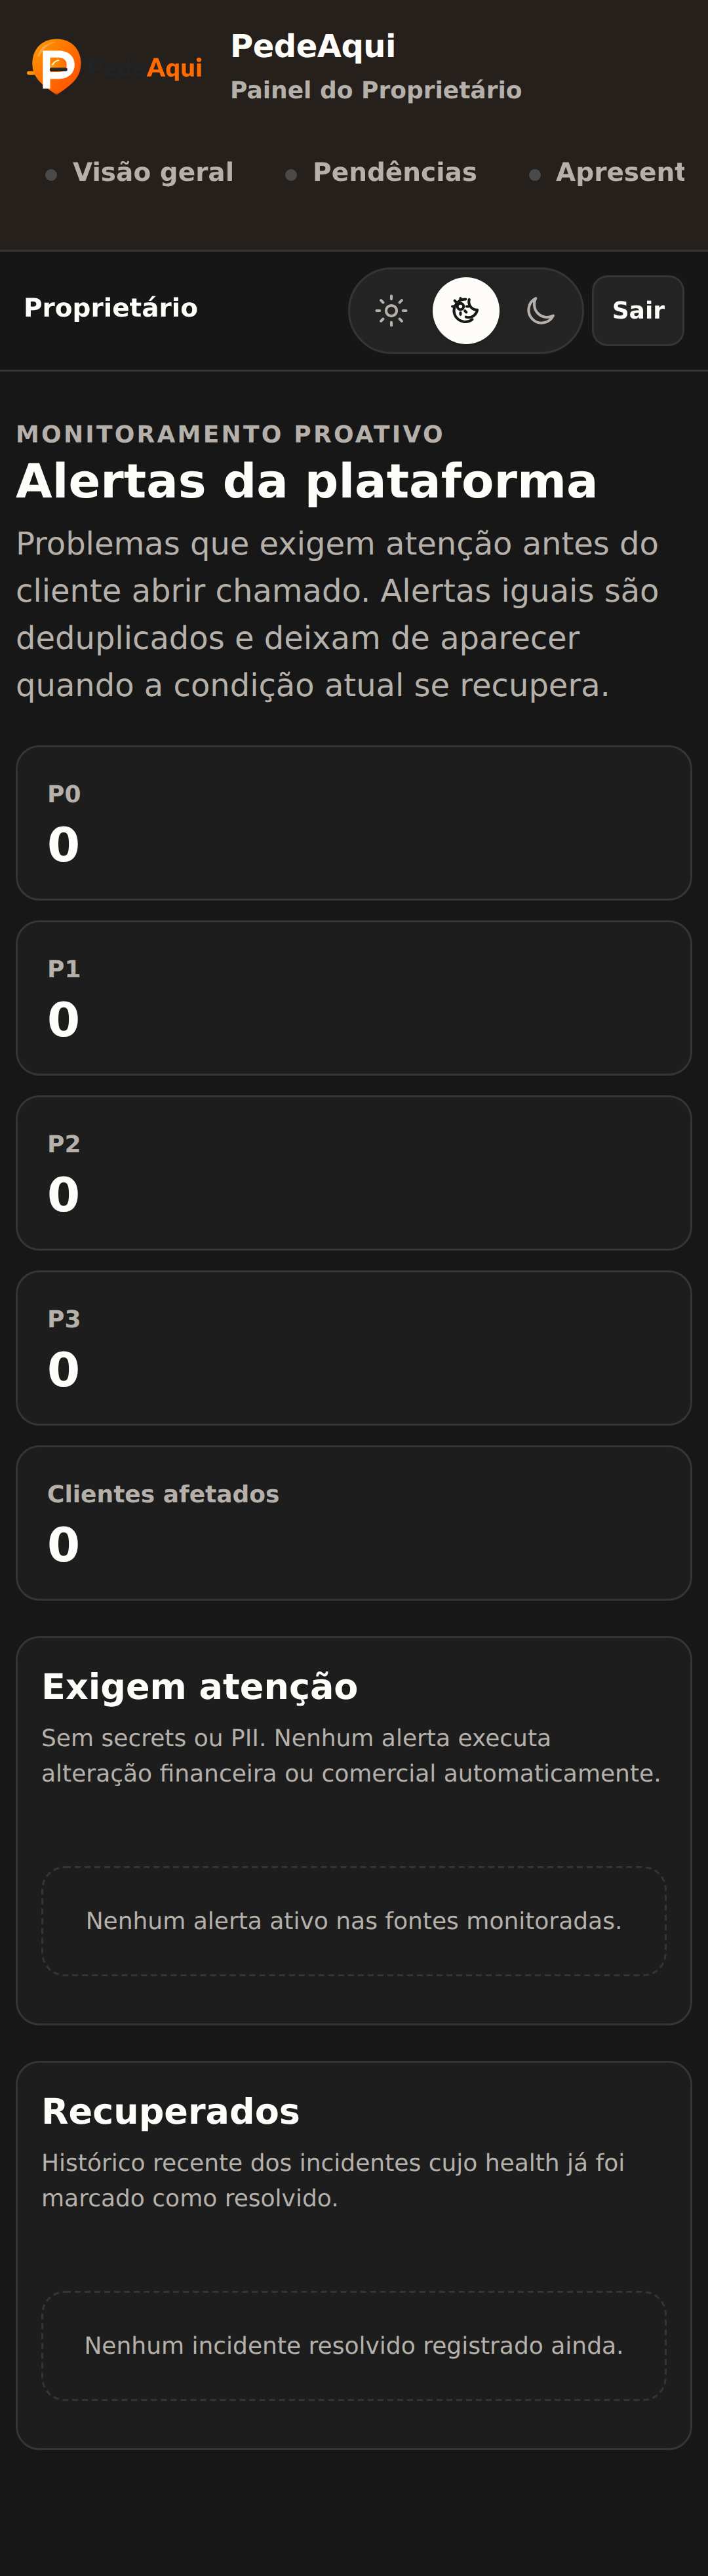 PedeAqui
PedeAqui
Painel do Proprietário
Visão geral
Pendências
Apresent
Proprietário
Sair
MONITORAMENTO PROATIVO
Alertas da plataforma
Problemas que exigem atenção antes do
cliente abrir chamado. Alertas iguais são
deduplicados e deixam de aparecer
quando a condição atual se recupera.
P0
0
P1
0
P2
0
P3
0
Clientes afetados
0
Exigem atenção
Sem secrets ou PII. Nenhum alerta executa
alteração financeira ou comercial automaticamente.
Nenhum alerta ativo nas fontes monitoradas.
Recuperados
Histórico recente dos incidentes cujo health já foi
marcado como resolvido.
Nenhum incidente resolvido registrado ainda.